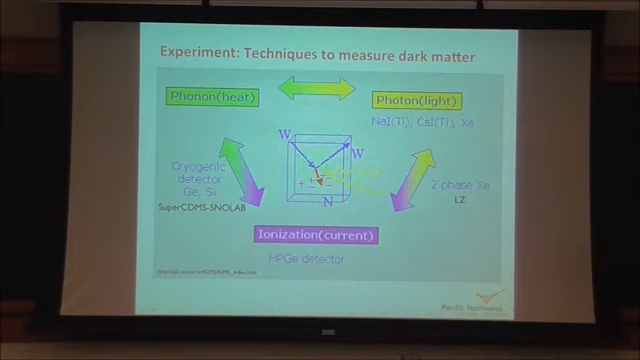 Experiment: Techniques to measure dark matter
Phonon(heat)
Photon(light)
NaI(Tl), CsI(Tl), Xe
W
W
Cryogenic
detector
Ge, Si
SuperCDMS-SNOLAB
+ + −
N
2 phase Xe
LZ
Ionization(current)
HPGe detector
Pacific Northwest